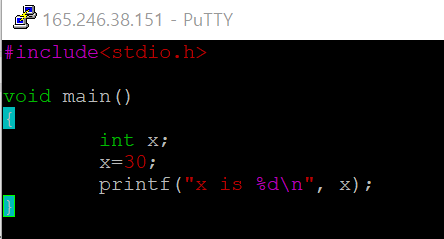 165.246.38.151 - PuTTY
#include<stdio.h>
void main()
{
int x;
x=30;
printf("x is %d\n", x);
}